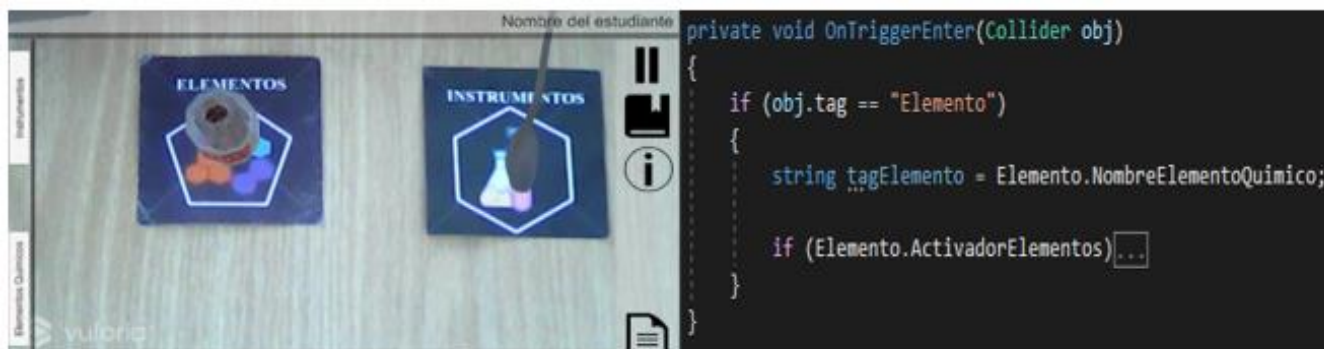 Nombre del estudiante
Instrumentos
ELEMENTOS
INSTRUMENTOS
Elementos Quimicos
vuforia
private void OnTriggerEnter(Collider obj)
{
if (obj.tag == "Elemento")
{
string tagElemento = Elemento.NombreElementoQuimico;
if (Elemento.ActivadorElementos)...
}
}